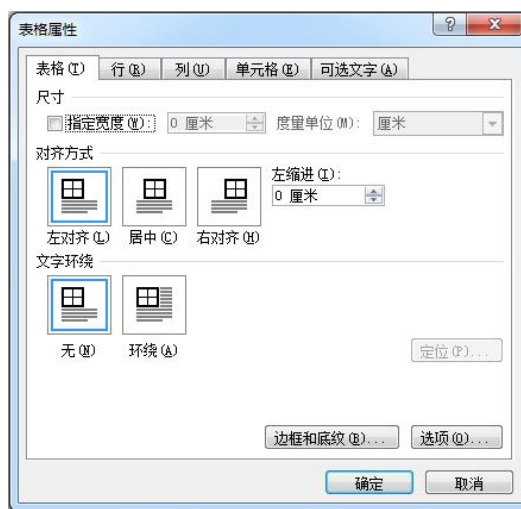 表格属性
表格(T) 行(R) 列(U) 单元格(E) 可选文字(A)
尺寸
指定宽度(W): 0 厘米 度量单位(M): 厘米
对齐方式
左缩进(I):
0 厘米
左对齐(L) 居中(C) 右对齐(H)
文字环绕
无(N) 环绕(A)
定位(P)...
边框和底纹(B)... 选项(O)...
确定 取消